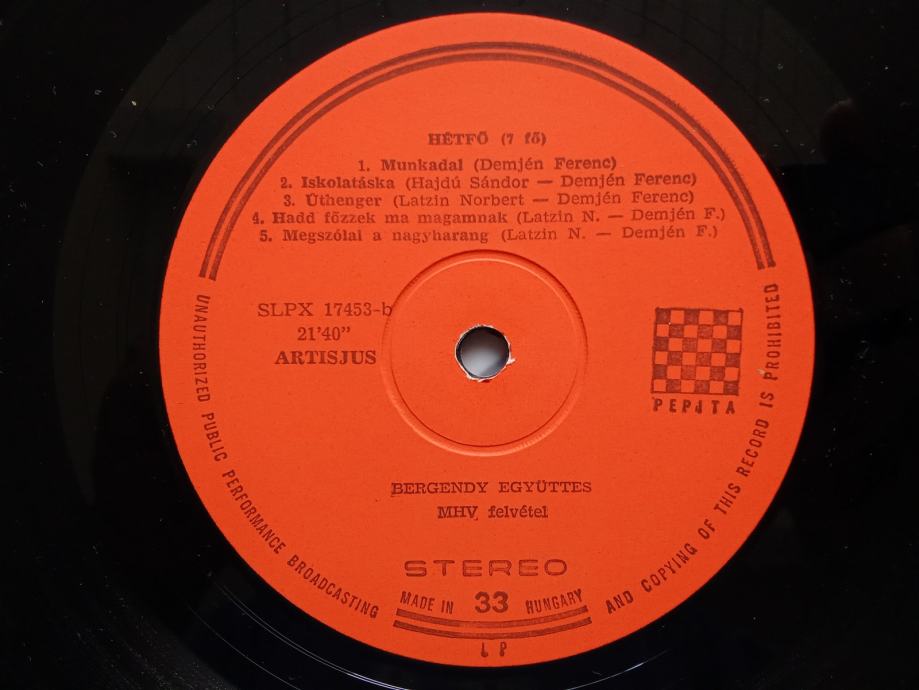 HÉTFŐ (7 fő)
1. Munkadal (Demjén Ferenc)
2. Iskolatáska (Hajdú Sándor — Demjén Ferenc)
3. Úthenger (Latzin Norbert — Demjén Ferenc)
4. Hadd főzzek ma magamnak (Latzin N. — Demjén F.)
5. Megszólal a nagyharang (Latzin N. — Demjén F.)
SLPX 17453-b
21'40"
ARTISJUS
PEPITA
BERGENDY EGYÜTTES
MHV felvétel
STEREO
MADE IN 33 HUNGARY
LP
UNAUTHORIZED PUBLIC PERFORMANCE BROADCASTING AND COPYING OF THIS RECORD IS PROHIBITED